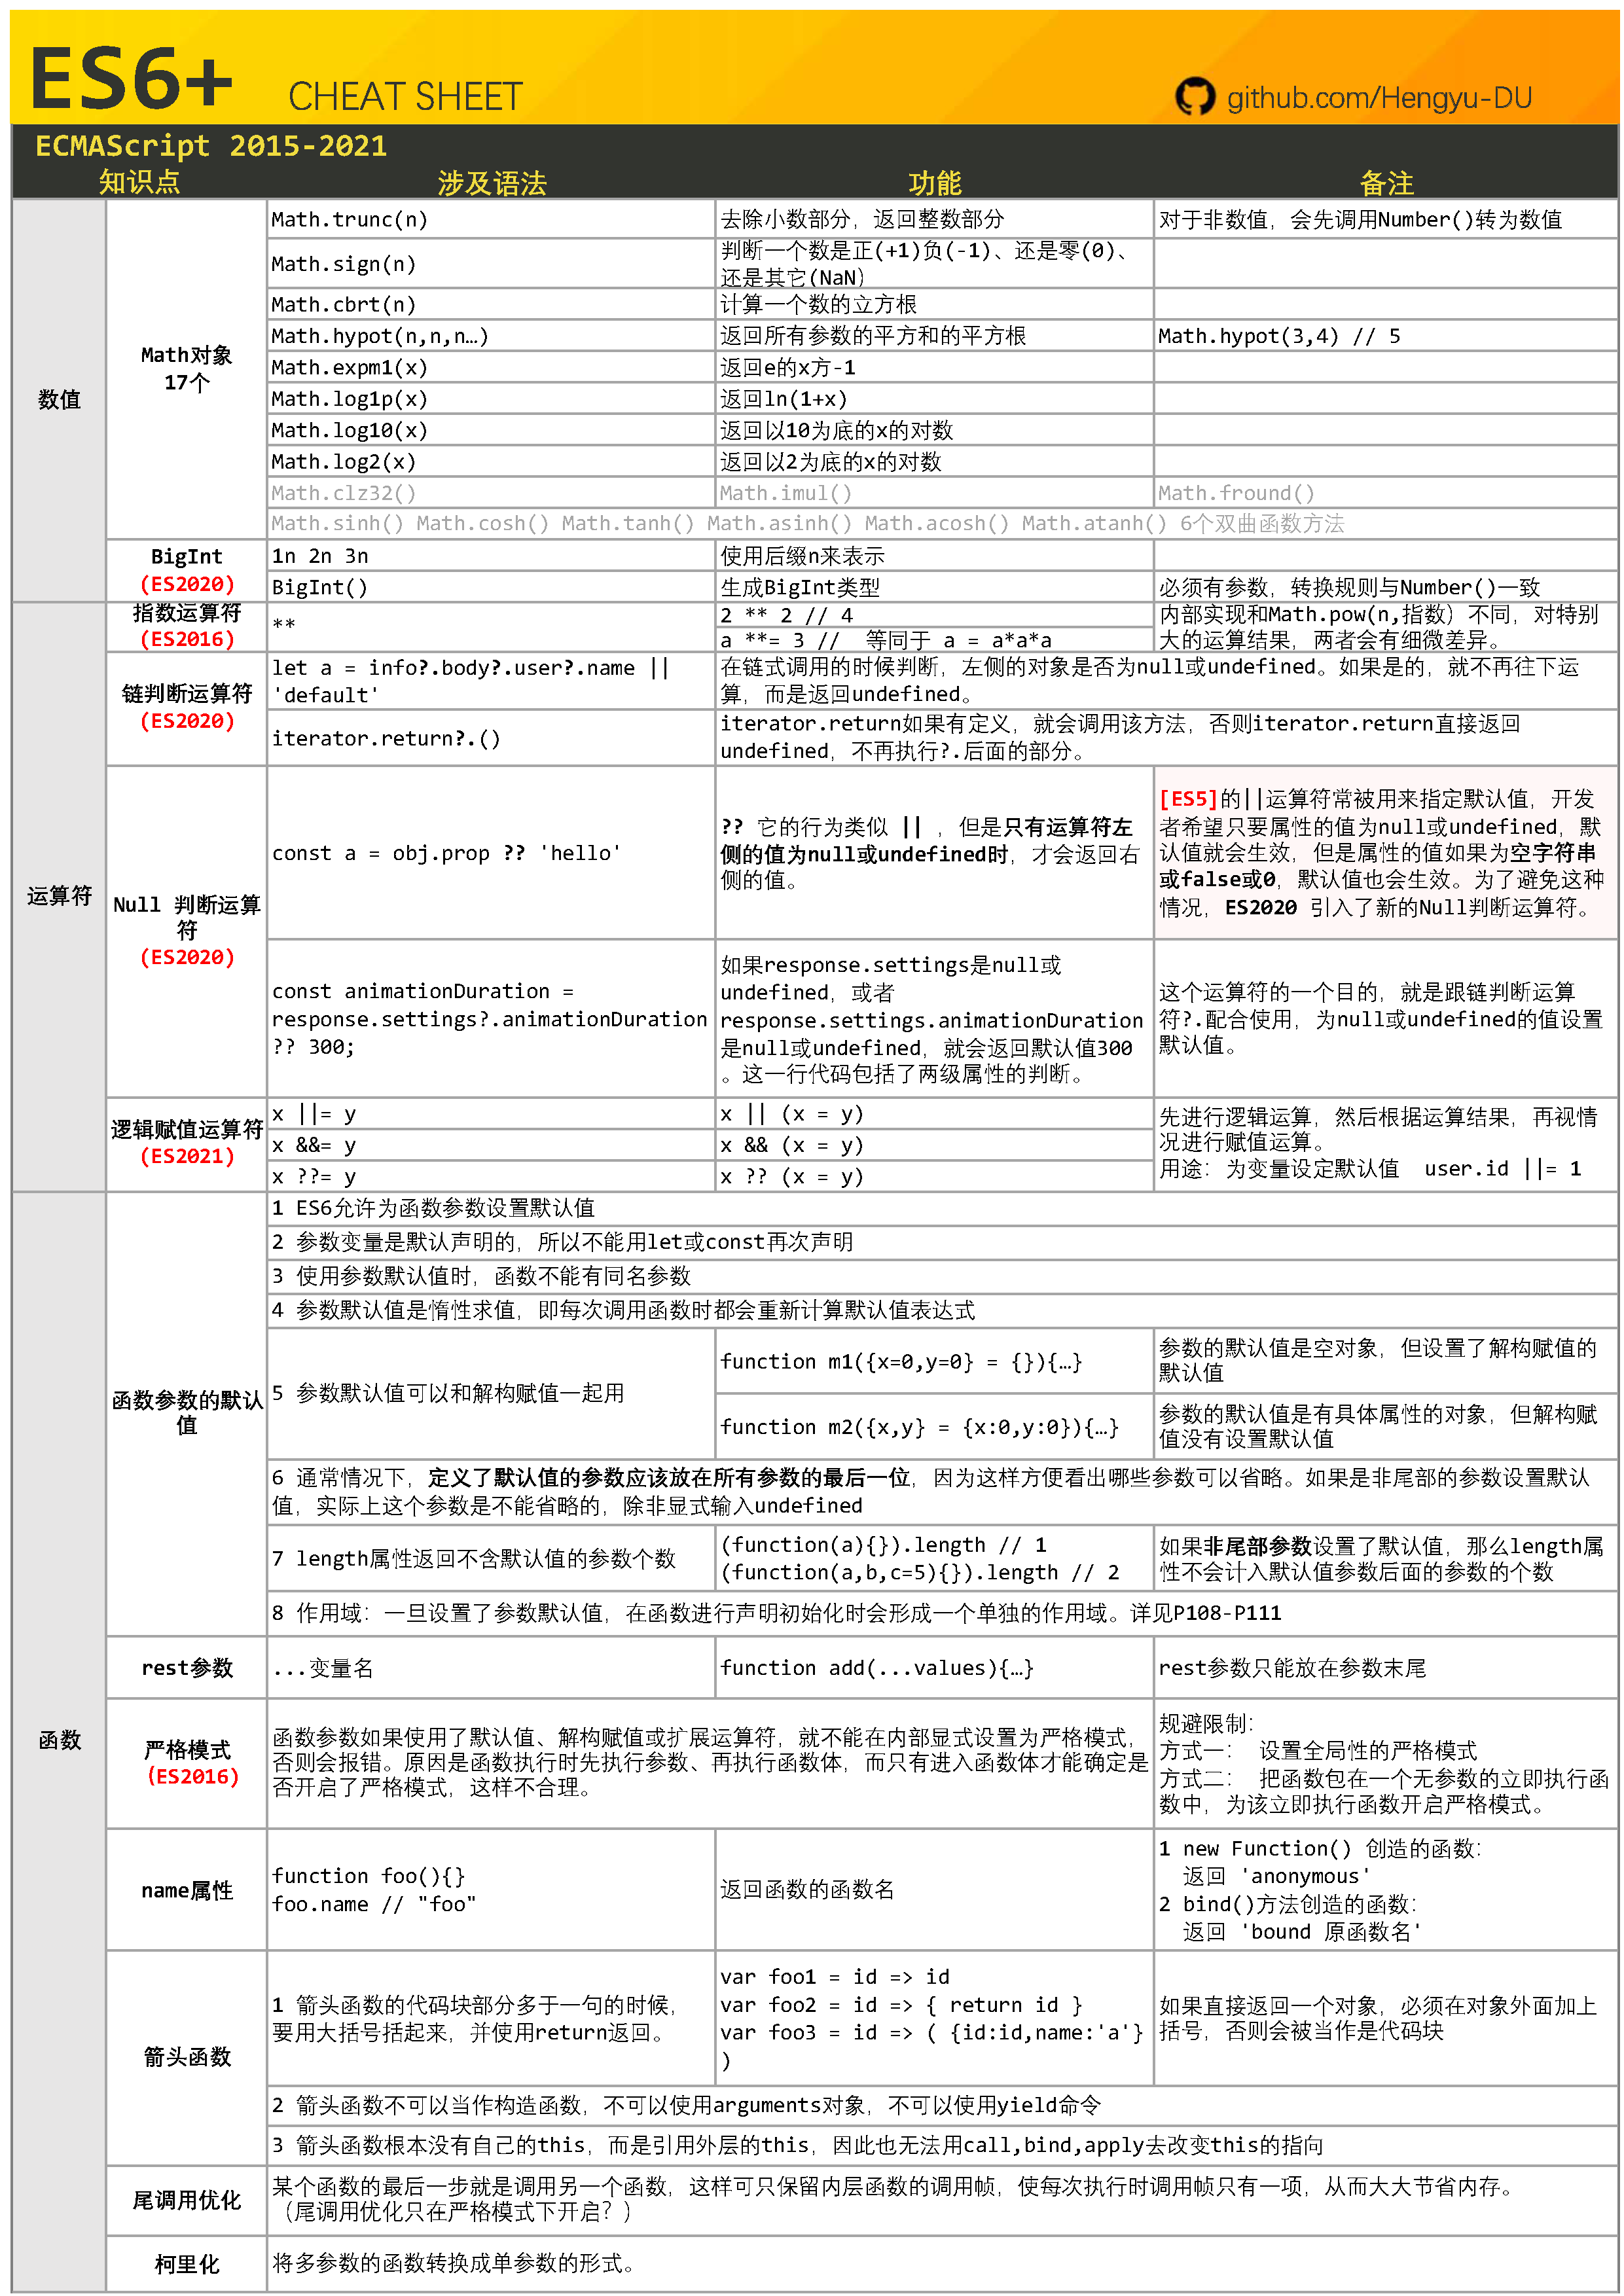 ES6+ CHEAT SHEET github.com/Hengyu-DU
ECMAScript 2015-2021
知识点 涉及语法 功能 备注
数值
Math对象
17个
Math.trunc(n) 去除小数部分，返回整数部分 对于非数值，会先调用Number()转为数值
Math.sign(n) 判断一个数是正(+1)负(-1)、还是零(0)、
还是其它(NaN）
Math.cbrt(n) 计算一个数的立方根
Math.hypot(n,n,n…) 返回所有参数的平方和的平方根 Math.hypot(3,4) // 5
Math.expm1(x) 返回e的x方-1
Math.log1p(x) 返回ln(1+x)
Math.log10(x) 返回以10为底的x的对数
Math.log2(x) 返回以2为底的x的对数
Math.clz32() Math.imul() Math.fround()
Math.sinh() Math.cosh() Math.tanh() Math.asinh() Math.acosh() Math.atanh() 6个双曲函数方法
BigInt
(ES2020)
1n 2n 3n 使用后缀n来表示
BigInt() 生成BigInt类型 必须有参数，转换规则与Number()一致
运算符
指数运算符
(ES2016)
**
2 ** 2 // 4
a **= 3 // 等同于 a = a*a*a
内部实现和Math.pow(n,指数）不同，对特别
大的运算结果，两者会有细微差异。
链判断运算符
(ES2020)
let a = info?.body?.user?.name ||
'default'
在链式调用的时候判断，左侧的对象是否为null或undefined。如果是的，就不再往下运
算，而是返回undefined。
iterator.return?.()
iterator.return如果有定义，就会调用该方法，否则iterator.return直接返回
undefined，不再执行?.后面的部分。
Null 判断运算
符
(ES2020)
const a = obj.prop ?? 'hello'
?? 它的行为类似 || ，但是只有运算符左
侧的值为null或undefined时，才会返回右
侧的值。
[ES5]的||运算符常被用来指定默认值，开发
者希望只要属性的值为null或undefined，默
认值就会生效，但是属性的值如果为空字符串
或false或0，默认值也会生效。为了避免这种
情况，ES2020 引入了新的Null判断运算符。
const animationDuration =
response.settings?.animationDuration
?? 300;
如果response.settings是null或
undefined，或者
response.settings.animationDuration
是null或undefined，就会返回默认值300
。这一行代码包括了两级属性的判断。
这个运算符的一个目的，就是跟链判断运算
符?.配合使用，为null或undefined的值设置
默认值。
逻辑赋值运算符
(ES2021)
x ||= y x || (x = y)
x &&= y x && (x = y)
x ??= y x ?? (x = y)
先进行逻辑运算，然后根据运算结果，再视情
况进行赋值运算。
用途：为变量设定默认值 user.id ||= 1
函数
函数参数的默认
值
1 ES6允许为函数参数设置默认值
2 参数变量是默认声明的，所以不能用let或const再次声明
3 使用参数默认值时，函数不能有同名参数
4 参数默认值是惰性求值，即每次调用函数时都会重新计算默认值表达式
5 参数默认值可以和解构赋值一起用
function m1({x=0,y=0} = {}){…}
参数的默认值是空对象，但设置了解构赋值的
默认值
function m2({x,y} = {x:0,y:0}){…}
参数的默认值是有具体属性的对象，但解构赋
值没有设置默认值
6 通常情况下，定义了默认值的参数应该放在所有参数的最后一位，因为这样方便看出哪些参数可以省略。如果是非尾部的参数设置默认
值，实际上这个参数是不能省略的，除非显式输入undefined
7 length属性返回不含默认值的参数个数
(function(a){}).length // 1
(function(a,b,c=5){}).length // 2
如果非尾部参数设置了默认值，那么length属
性不会计入默认值参数后面的参数的个数
8 作用域：一旦设置了参数默认值，在函数进行声明初始化时会形成一个单独的作用域。详见P108-P111
rest参数 ...变量名 function add(...values){…} rest参数只能放在参数末尾
严格模式
(ES2016)
函数参数如果使用了默认值、解构赋值或扩展运算符，就不能在内部显式设置为严格模式，
否则会报错。原因是函数执行时先执行参数、再执行函数体，而只有进入函数体才能确定是
否开启了严格模式，这样不合理。
规避限制：
方式一： 设置全局性的严格模式
方式二： 把函数包在一个无参数的立即执行函
数中，为该立即执行函数开启严格模式。
name属性
function foo(){}
foo.name // "foo"
返回函数的函数名
1 new Function() 创造的函数：
返回 'anonymous'
2 bind()方法创造的函数：
返回 'bound 原函数名'
箭头函数
1 箭头函数的代码块部分多于一句的时候，
要用大括号括起来，并使用return返回。
var foo1 = id => id
var foo2 = id => { return id }
var foo3 = id => ( {id:id,name:'a'}
)
如果直接返回一个对象，必须在对象外面加上
括号，否则会被当作是代码块
2 箭头函数不可以当作构造函数，不可以使用arguments对象，不可以使用yield命令
3 箭头函数根本没有自己的this，而是引用外层的this，因此也无法用call,bind,apply去改变this的指向
尾调用优化
某个函数的最后一步就是调用另一个函数，这样可只保留内层函数的调用帧，使每次执行时调用帧只有一项，从而大大节省内存。
（尾调用优化只在严格模式下开启？）
柯里化 将多参数的函数转换成单参数的形式。